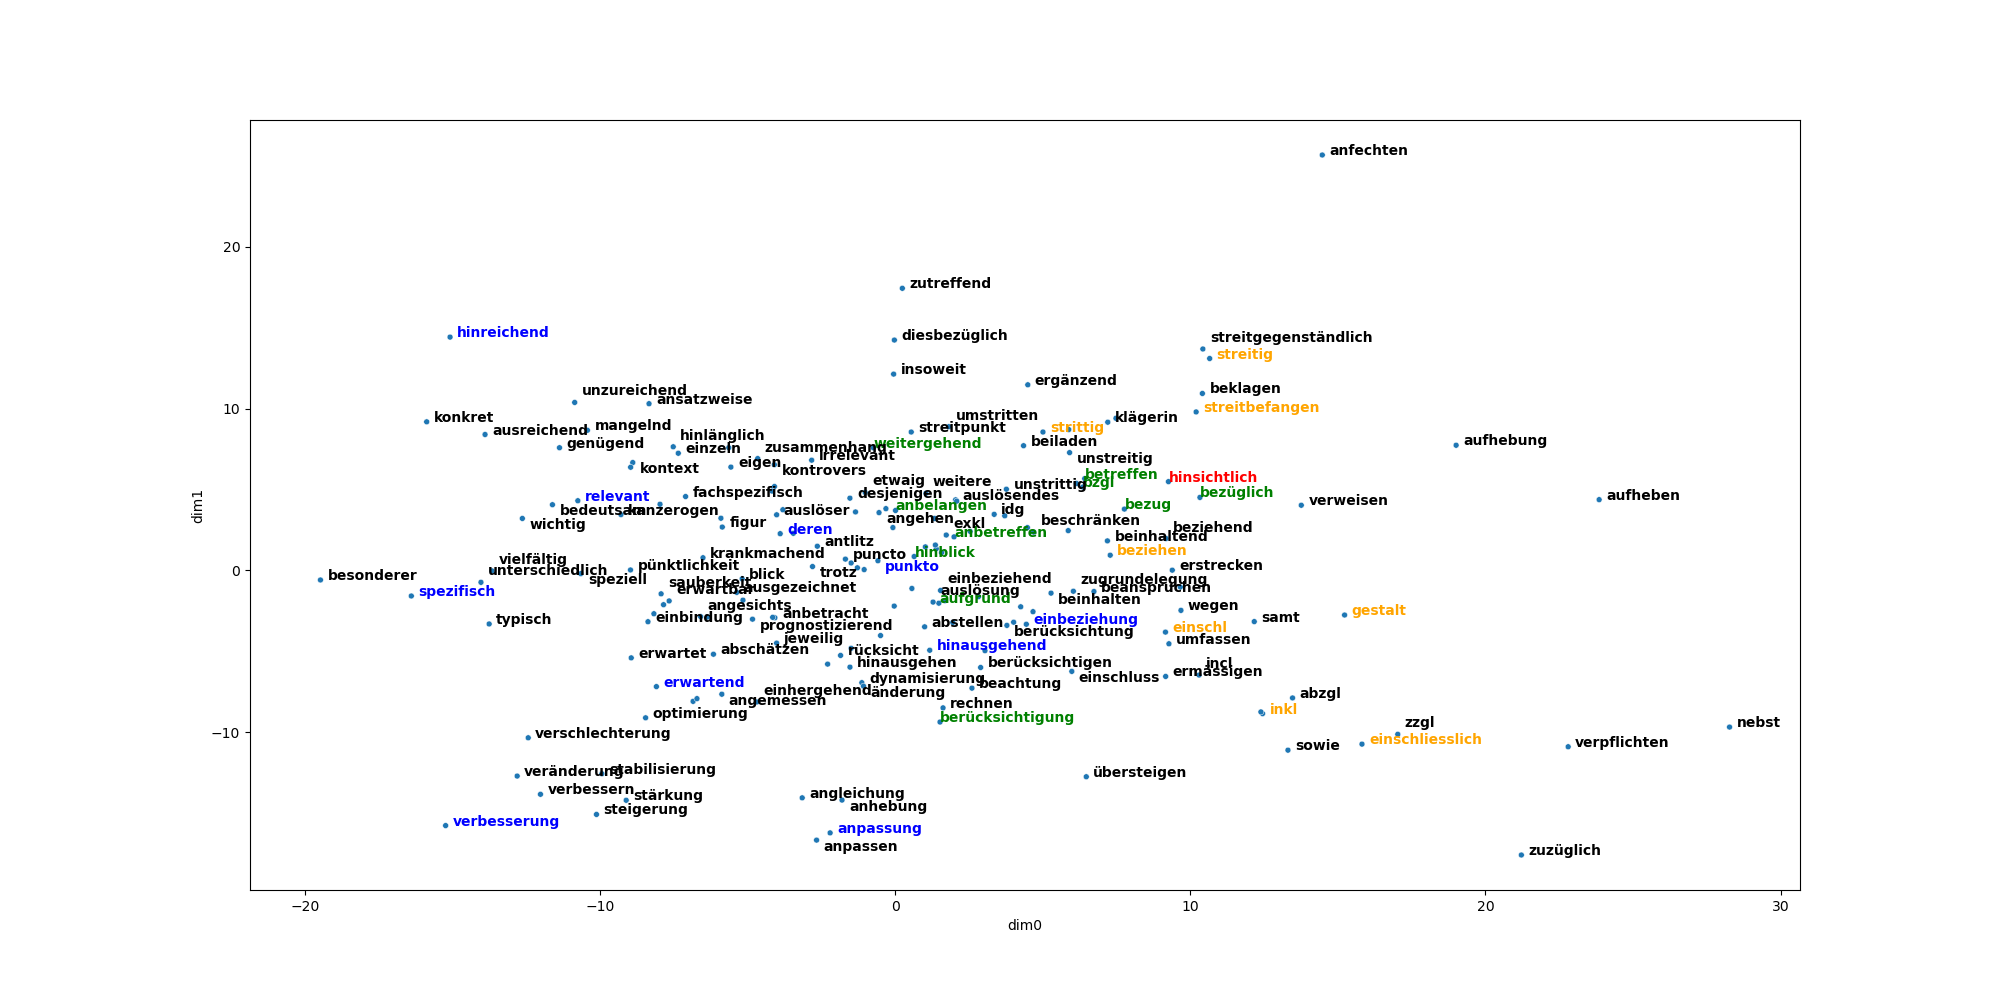 anfechten
20
zutreffend
hinreichend
diesbezüglich
streitgegenständlich
streitig
insoweit
ergänzend
unzureichend
beklagen
ansatzweise
10
streitbefangen
konkret
umstritten
klägerin
mangelnd
streitpunkt
strittig
ausreichend
hinlänglich
aufhebung
genügend
weitergehend
beiladen
einzeln
zusammenhang
irrelevant
unstreitig
eigen
kontext
kontrovers
betreffen
hinsichtlich
etwaig
weitere
unstrittig
bzgl
fachspezifisch
desjenigen
bezüglich
relevant
auslösendes
aufheben
verweisen
anbelangen
bezug
bedeutsam
konzerogen
auslöser
idg
wichtig
figur
angehen
exkl
beschränken
beziehend
deren
anbetreffen
beinhaltend
antlitz
krankmachend
puncto
hinblick
beziehen
vielfältig
pünktlichkeit
punkto
erstrecken
unterschiedlich
0
besonderer
speziell
blick
trotz
einbeziehend
zugrundelegung
spezifisch
sauberkeit
erwartbar
ausgezeichnet
auslösung
beanspruchen
aufgrund
beinhalten
angesichts
wegen
gestalt
typisch
einbindung
anbetracht
abstellen
einbeziehung
samt
prognostizierend
berücksichtung
einschl
jeweilig
umfassen
erwartet
abschätzen
rücksicht
hinausgehend
hinausgehen
berücksichtigen
incl
erwartend
dynamisierung
beachtung
einschluss
ermässigen
einhergehend
änderung
angemessen
abzgl
optimierung
rechnen
inkl
berücksichtigung
−10
verschlechterung
zzgl
nebst
sowie
einschliesslich
verpflichten
veränderung
stabilisierung
übersteigen
verbessern
stärkung
angleichung
steigerung
anhebung
verbesserung
anpassung
anpassen
zuzüglich
−20
−10
0
10
20
30
dim0
dim1